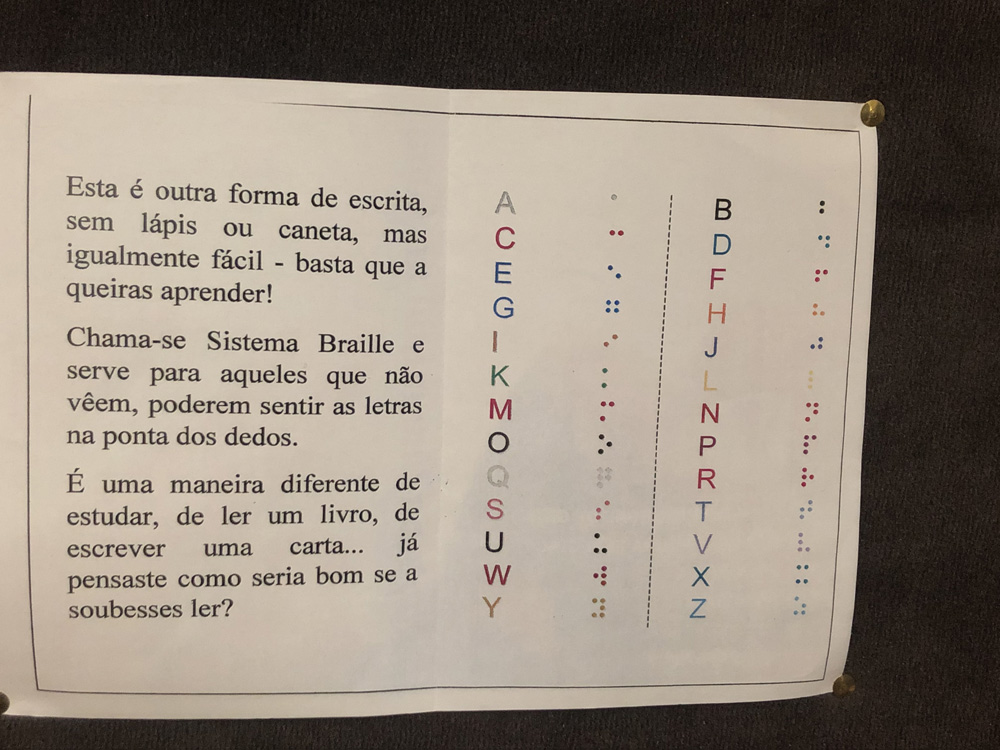 Esta é outra forma de escrita,
sem lápis ou caneta, mas
igualmente fácil - basta que a
queiras aprender!
Chama-se Sistema Braille e
serve para aqueles que não
vêem, poderem sentir as letras
na ponta dos dedos.
É uma maneira diferente de
estudar, de ler um livro, de
escrever uma carta... já
pensaste como seria bom se a
soubesses ler?
A ⠁ B ⠃
C ⠉ D ⠙
E ⠑ F ⠋
G ⠛ H ⠓
I ⠊ J ⠚
K ⠅ L ⠇
M ⠍ N ⠝
O ⠕ P ⠏
Q ⠟ R ⠗
S ⠎ T ⠞
U ⠥ V ⠧
W ⠺ X ⠭
Y ⠽ Z ⠵